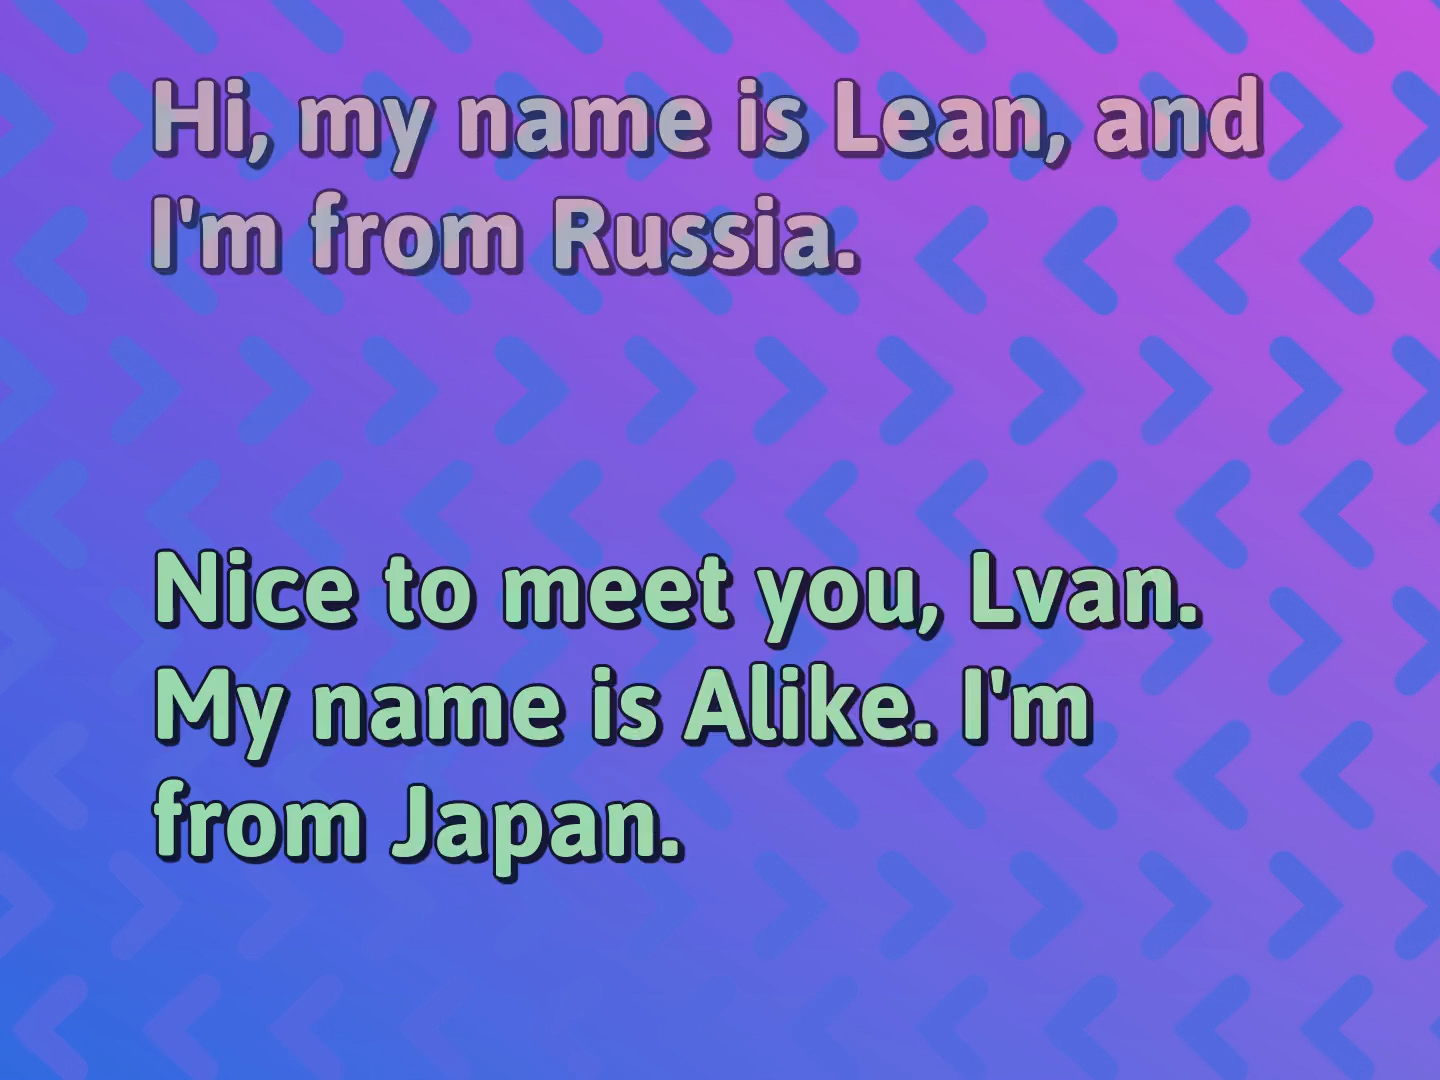 Hi, my name is Lean, and
I'm from Russia.
Nice to meet you, Lvan.
My name is Alike. I'm
from Japan.